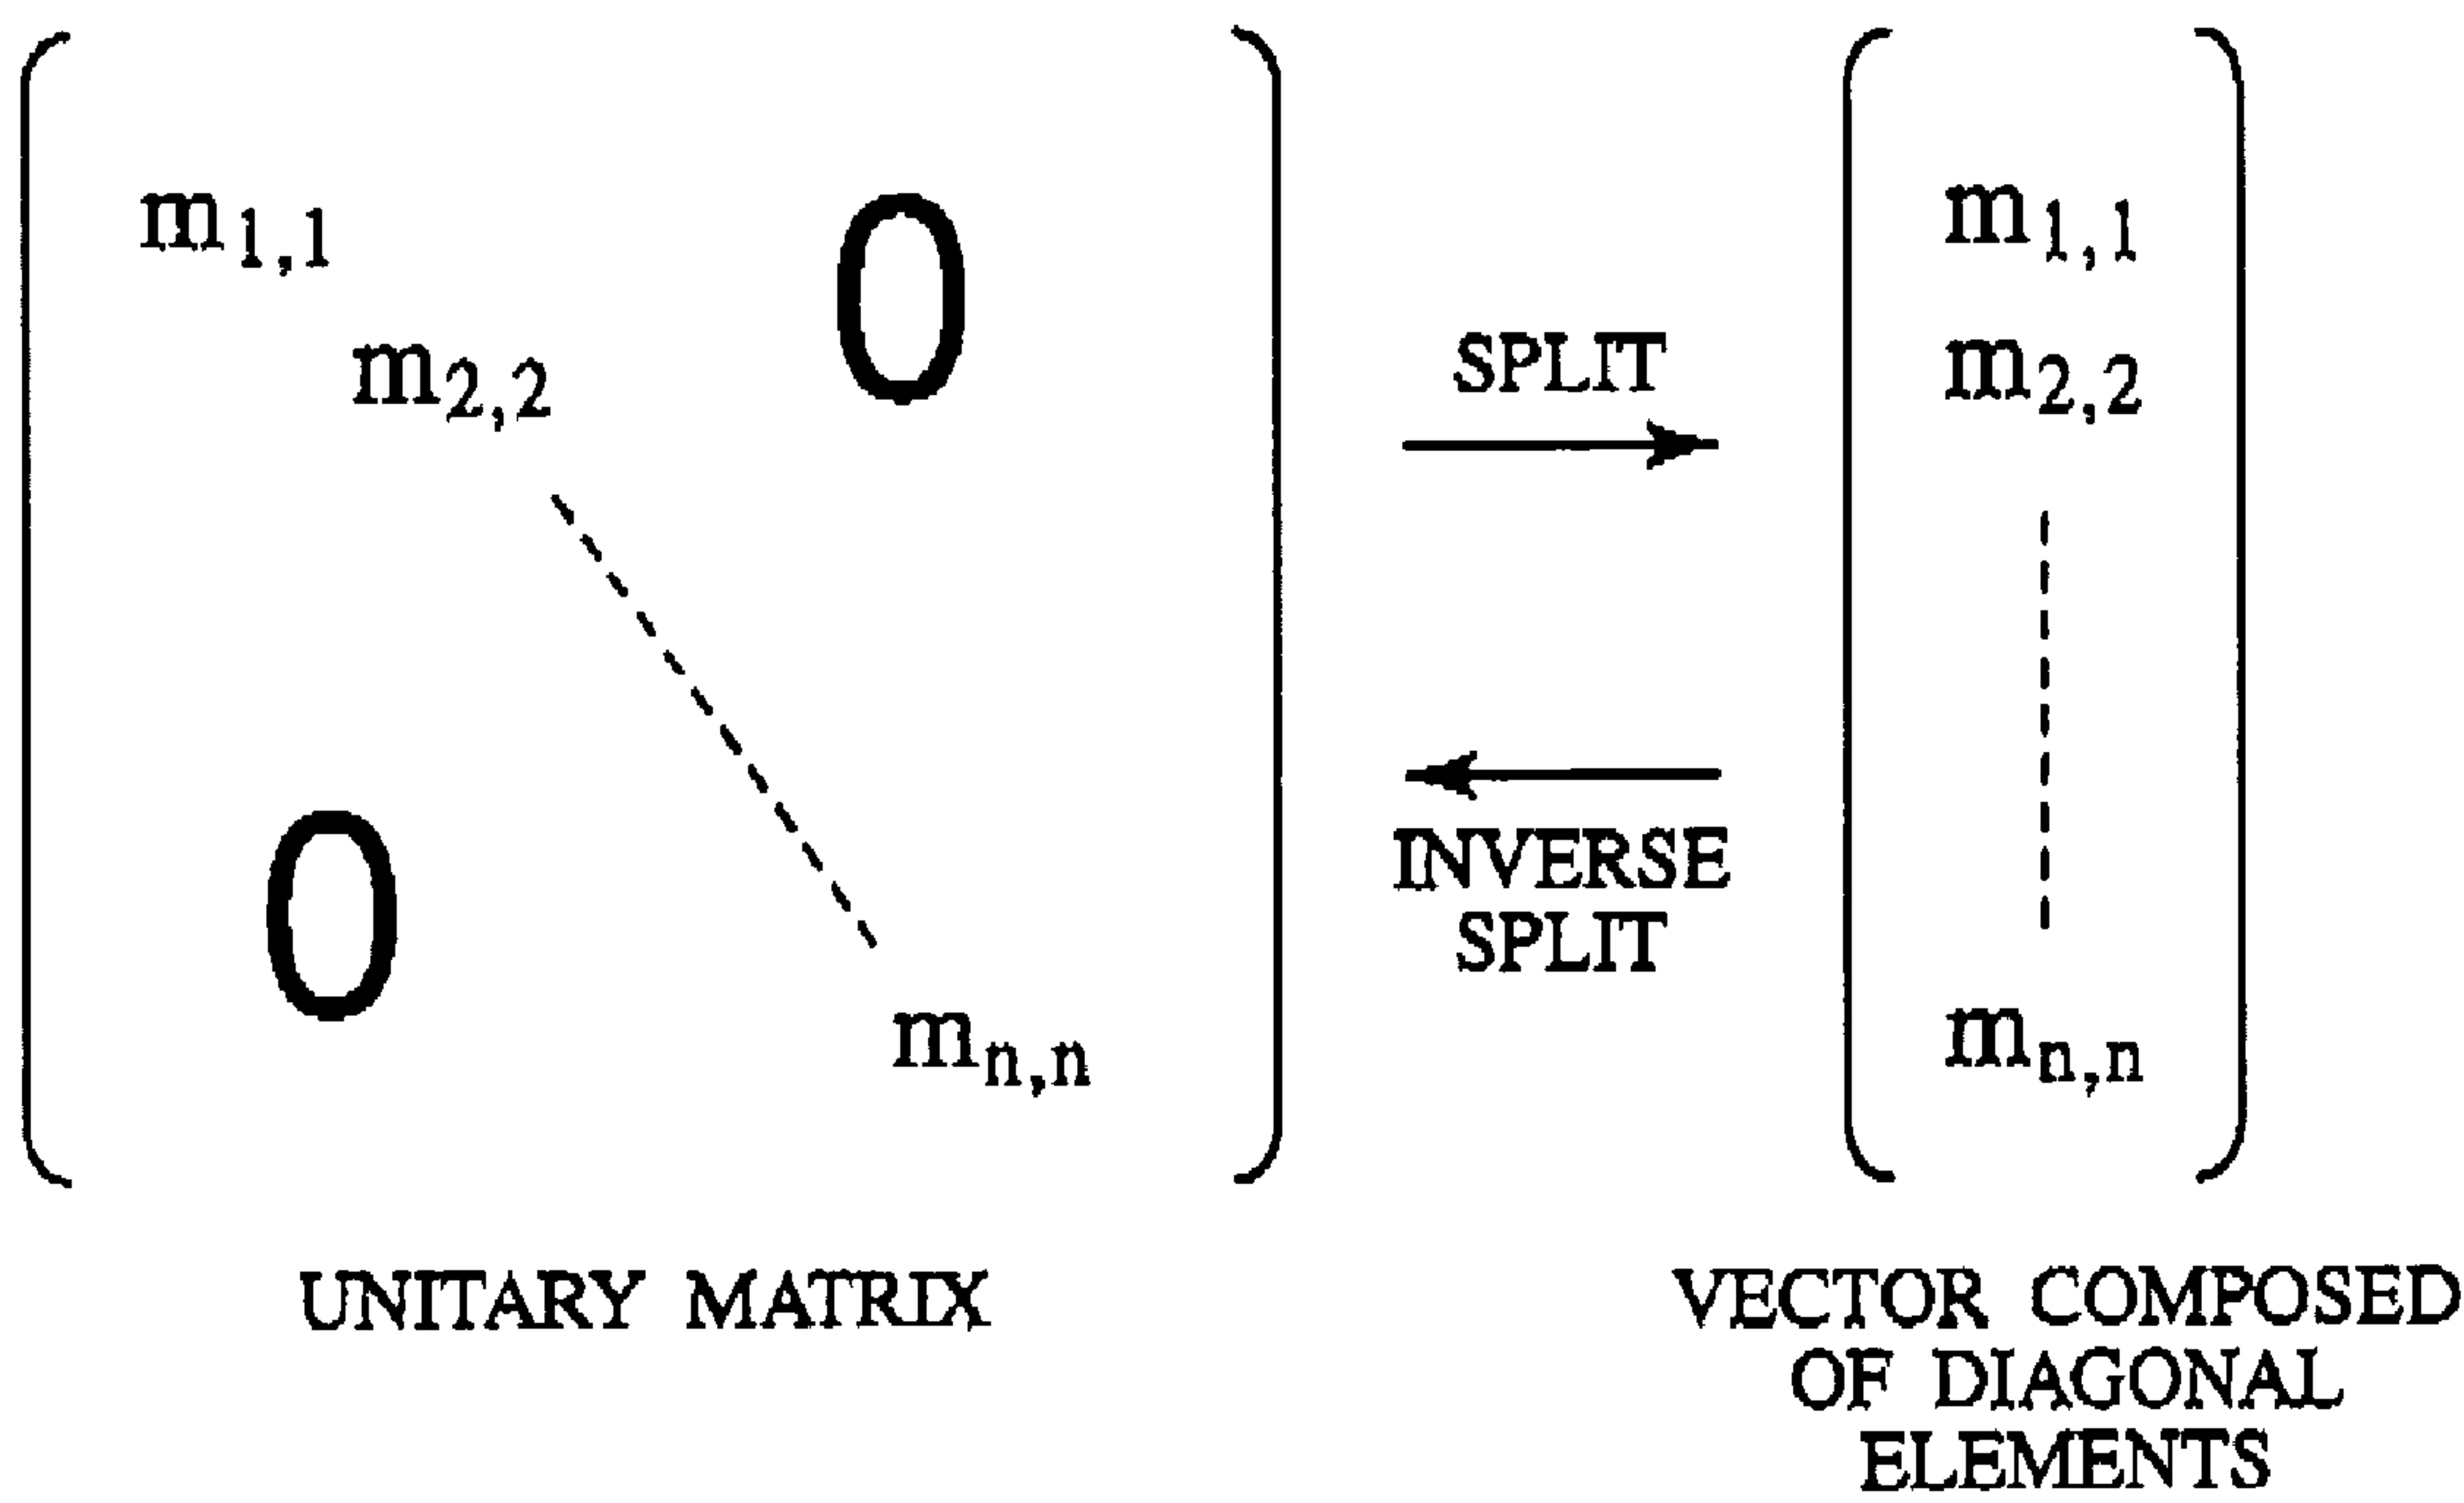 m1,1
0
m2,2
0
mn,n
UNITARY MATRIX
SPLIT
INVERSE
SPLIT
m1,1
m2,2
mn,n
VECTOR COMPOSED
OF DIAGONAL
ELEMENTS